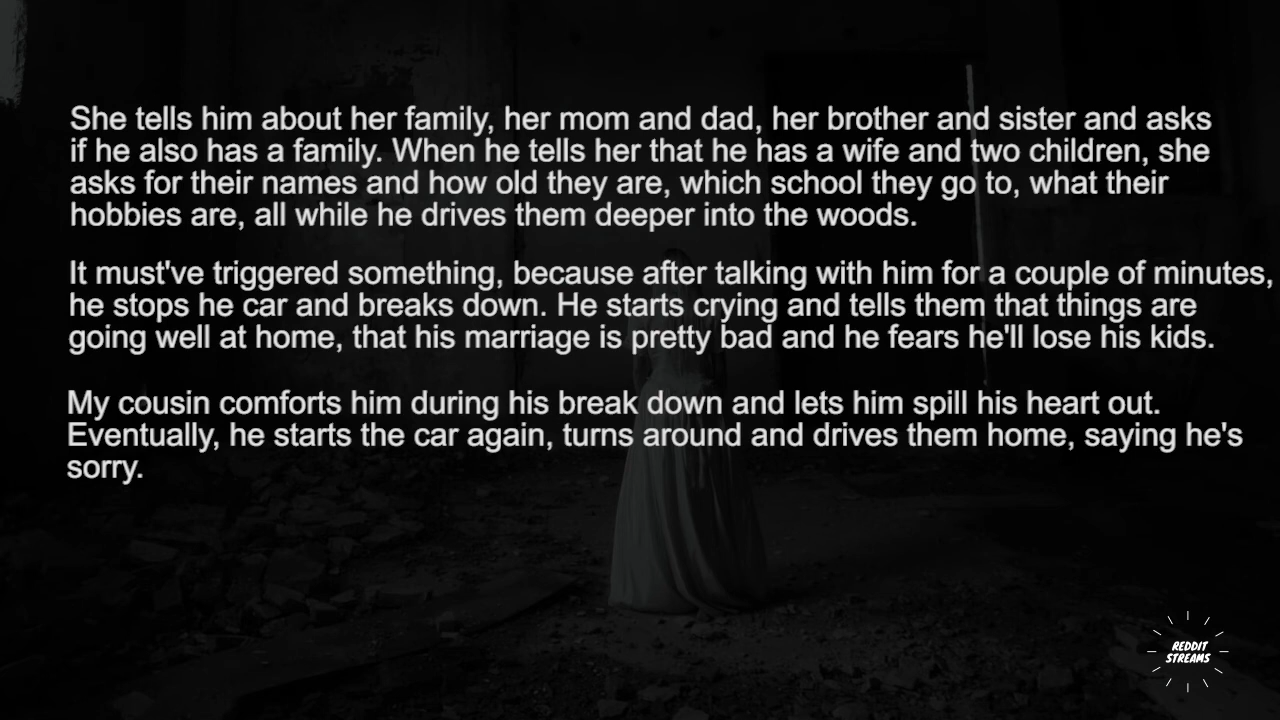 She tells him about her family, her mom and dad, her brother and sister and asks
if he also has a family. When he tells her that he has a wife and two children, she
asks for their names and how old they are, which school they go to, what their
hobbies are, all while he drives them deeper into the woods.
It must've triggered something, because after talking with him for a couple of minutes,
he stops he car and breaks down. He starts crying and tells them that things are
going well at home, that his marriage is pretty bad and he fears he'll lose his kids.
My cousin comforts him during his break down and lets him spill his heart out.
Eventually, he starts the car again, turns around and drives them home, saying he's
sorry.
REDDIT
STREAMS